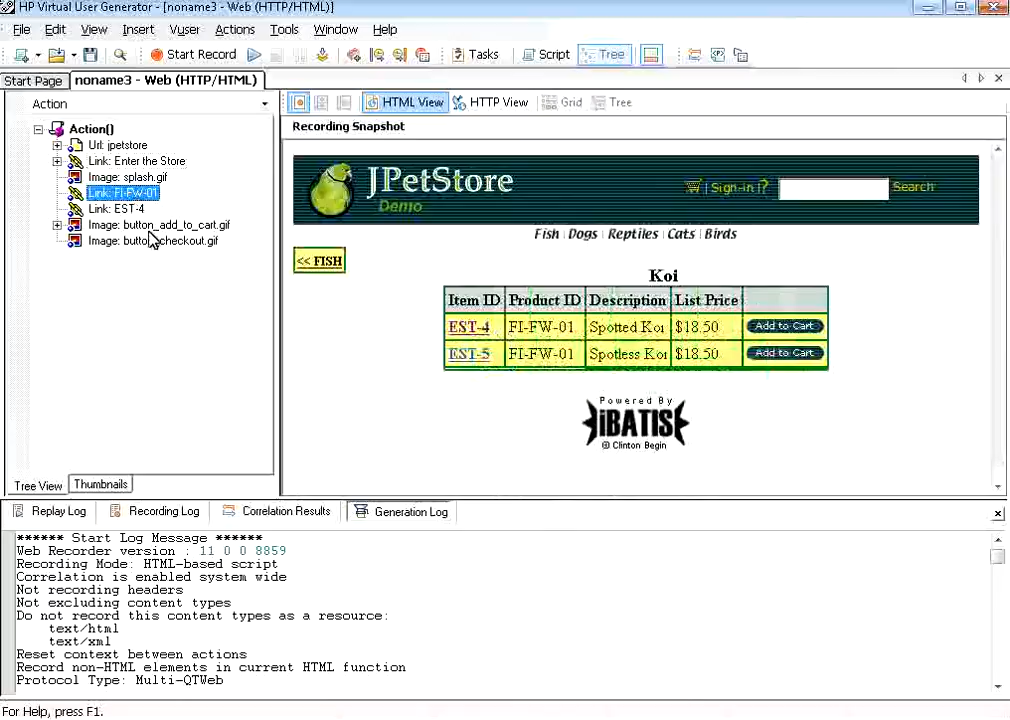 HP Virtual User Generator - [noname3 - Web (HTTP/HTML)]
File Edit View Insert Vuser Actions Tools Window Help
Start Record Tasks Script Tree
Start Page noname3 - Web (HTTP/HTML)
Action
HTML View HTTP View Grid Tree
Recording Snapshot
Action()
Url: jpetstore
Link: Enter the Store
Image: splash.gif
Link: FI-FW-01
Link: EST-4
Image: button_add_to_cart.gif
Image: button_checkout.gif
JPetStore
Demo
Sign-in ? Search
Fish Dogs Reptiles Cats Birds
<< FISH
Koi
Item ID Product ID Description List Price
EST-4 FI-FW-01 Spotted Koi $18.50 Add to Cart
EST-5 FI-FW-01 Spotless Koi $18.50 Add to Cart
Powered By
iBATIS
© Clinton Begin
Tree View Thumbnails
Replay Log Recording Log Correlation Results Generation Log
****** Start Log Message ******
Web Recorder version : 11 0 0 8859
Recording Mode: HTML-based script
Correlation is enabled system wide
Not recording headers
Not excluding content types
Do not record this content types as a resource:
text/html
text/xml
Reset context between actions
Record non-HTML elements in current HTML function
Protocol Type: Multi-QTWeb
For Help, press F1.